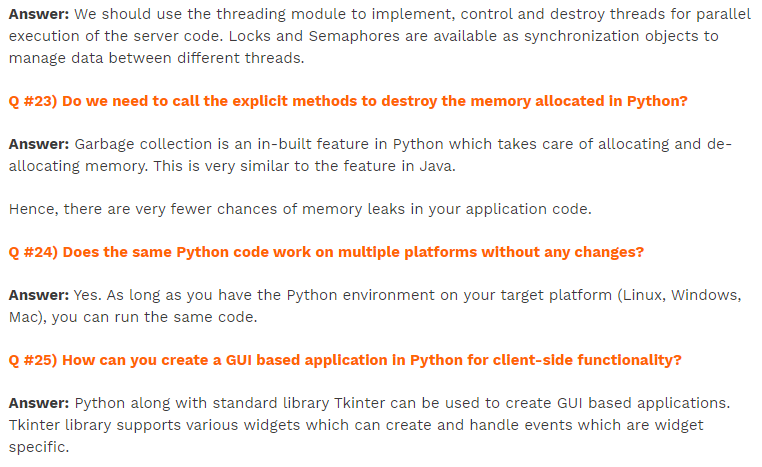 Answer: We should use the threading module to implement, control and destroy threads for parallel
execution of the server code. Locks and Semaphores are available as synchronization objects to
manage data between different threads.
Q #23) Do we need to call the explicit methods to destroy the memory allocated in Python?
Answer: Garbage collection is an in-built feature in Python which takes care of allocating and de-
allocating memory. This is very similar to the feature in Java.
Hence, there are very fewer chances of memory leaks in your application code.
Q #24) Does the same Python code work on multiple platforms without any changes?
Answer: Yes. As long as you have the Python environment on your target platform (Linux, Windows,
Mac), you can run the same code.
Q #25) How can you create a GUI based application in Python for client-side functionality?
Answer: Python along with standard library Tkinter can be used to create GUI based applications.
Tkinter library supports various widgets which can create and handle events which are widget
specific.